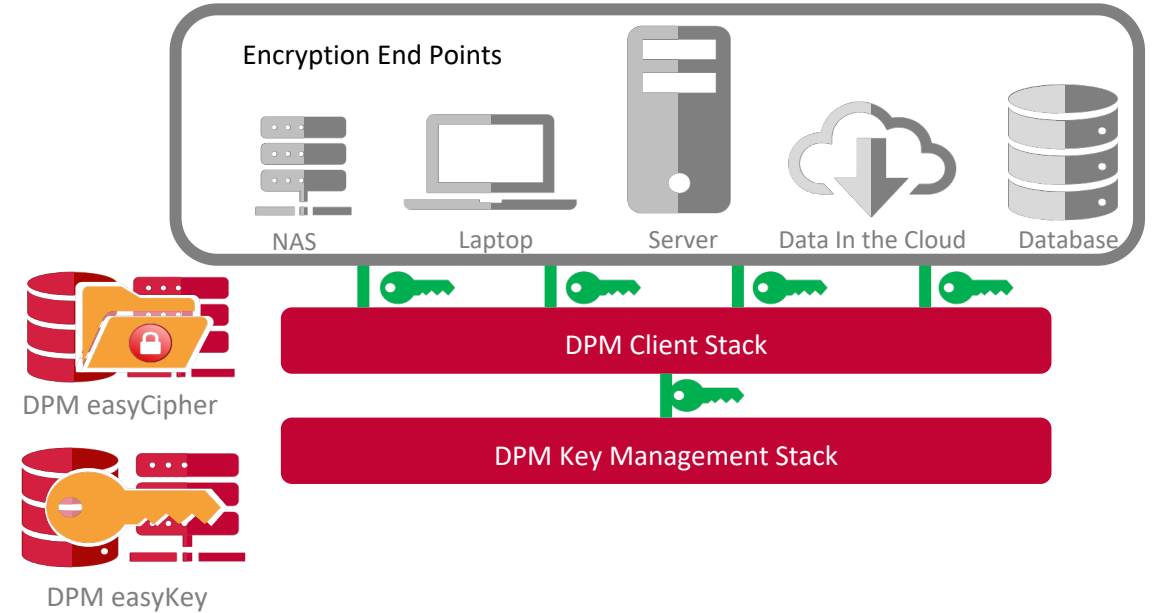 Encryption End Points
NAS
Laptop
Server
Data In the Cloud
Database
DPM Client Stack
DPM easyCipher
DPM Key Management Stack
DPM easyKey